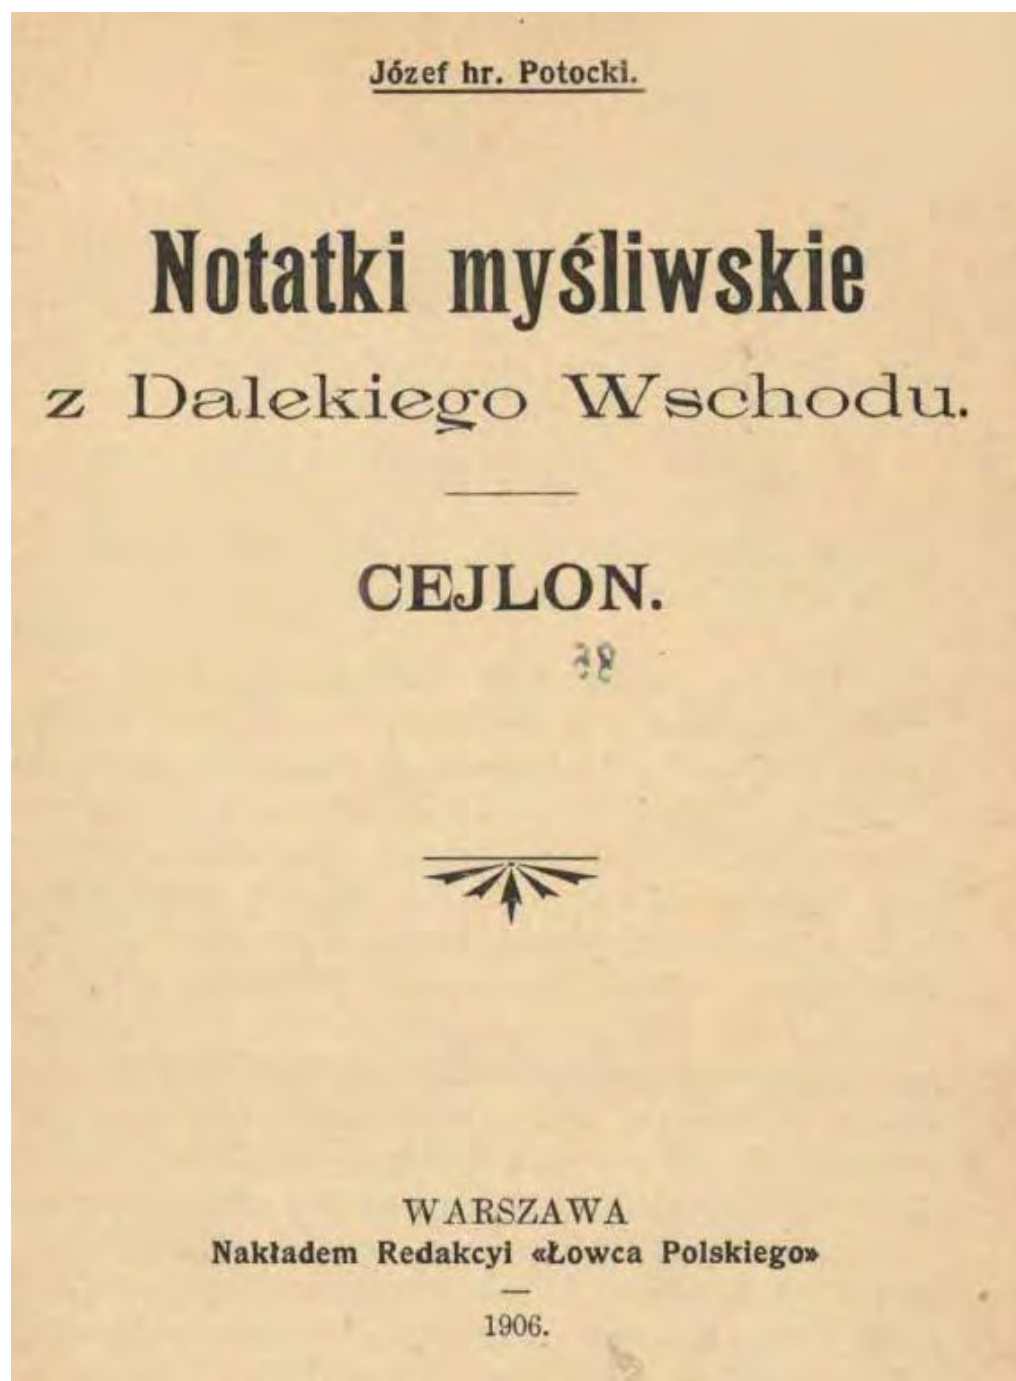 Józef hr. Potocki.
Notatki myśliwskie
z Dalekiego Wschodu.
CEJLON.
WARSZAWA
Nakładem Redakcyi «Łowca Polskiego»
1906.